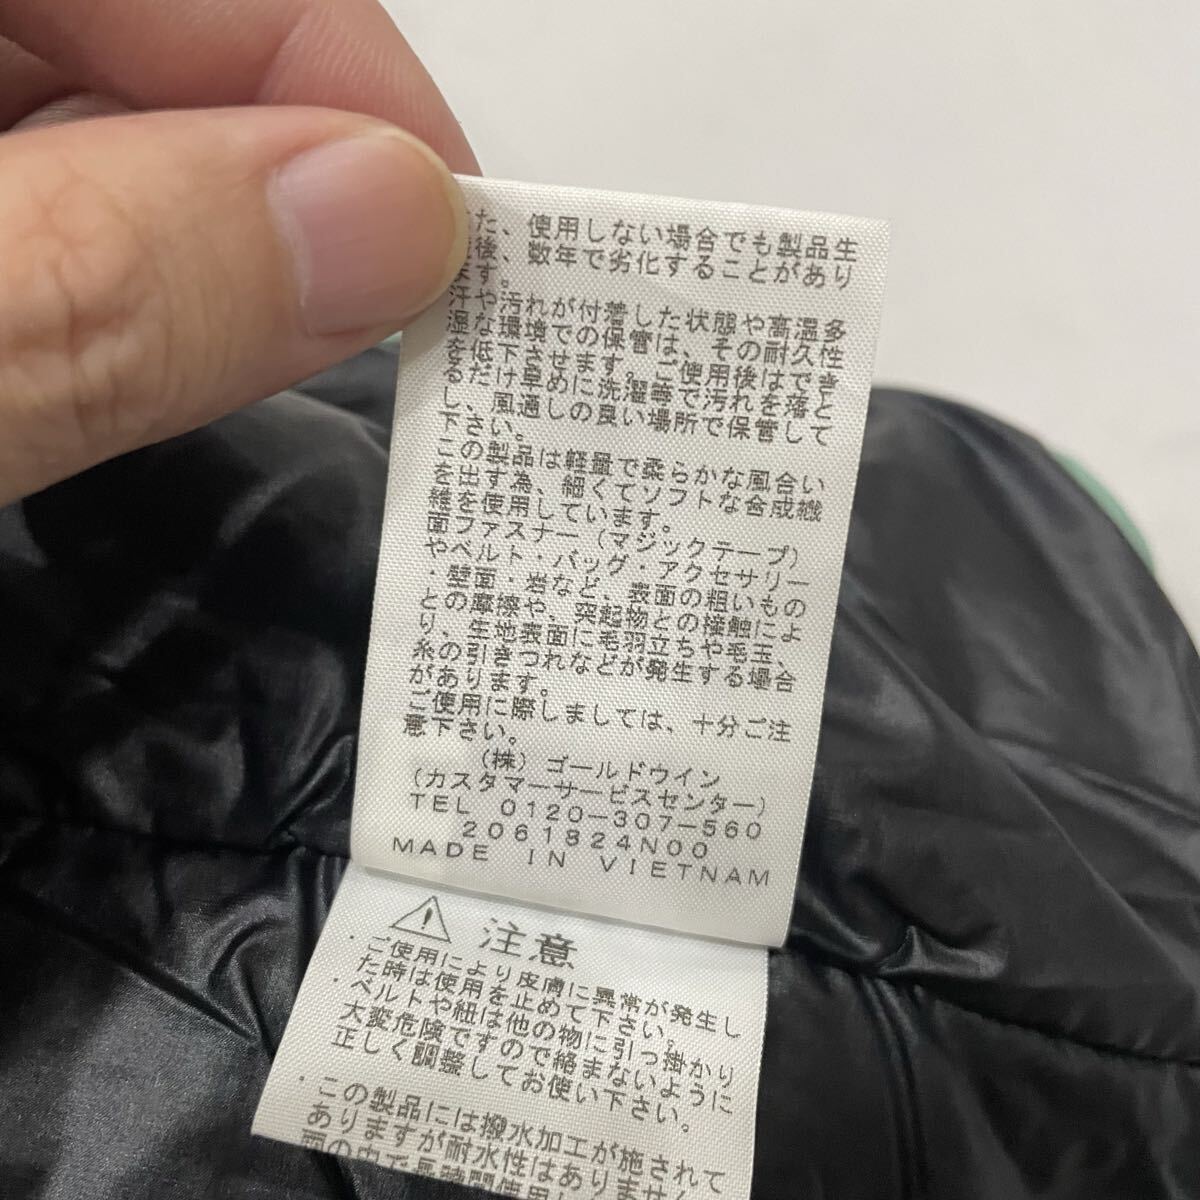 た、使用しない場合でも製品生
後、数年で劣化することがあり
ます。
汗や汚れが付着した状態や高温多
湿な環境での保管は、その耐久性
を低下させます。ご使用後はでき
るだけ早めに洗濯等で汚れを落と
し、風通しの良い場所で保管して
下さい。
この製品は軽量で柔らかな風合い
を出す為、細くてソフトな合成繊
維を使用しています。
面ファスナー(マジックテープ)
やベルト・バッグ・アクセサリー
・壁面・岩など、表面の粗いもの
との摩擦や、突起物との接触によ
り、生地表面に毛羽立ちや毛玉、
糸の引きつれなどが発生する場合
があります。
ご使用に際しましては、十分ご注
意下さい。
(株)ゴールドウイン
(カスタマーサービスセンター)
TEL 0120-307-560
2061824N00
MADE IN VIETNAM
注意
・ご使用により皮膚に異常が発生し
た時は使用を止めて下さい。
・ベルトや紐は他の物に引っ掛かり
大変危険ですので絡まないように
正しく調整してお使い下さい。
・この製品には撥水加工が施されて
ありますが耐水性はありません
雨の中で長時間使用し